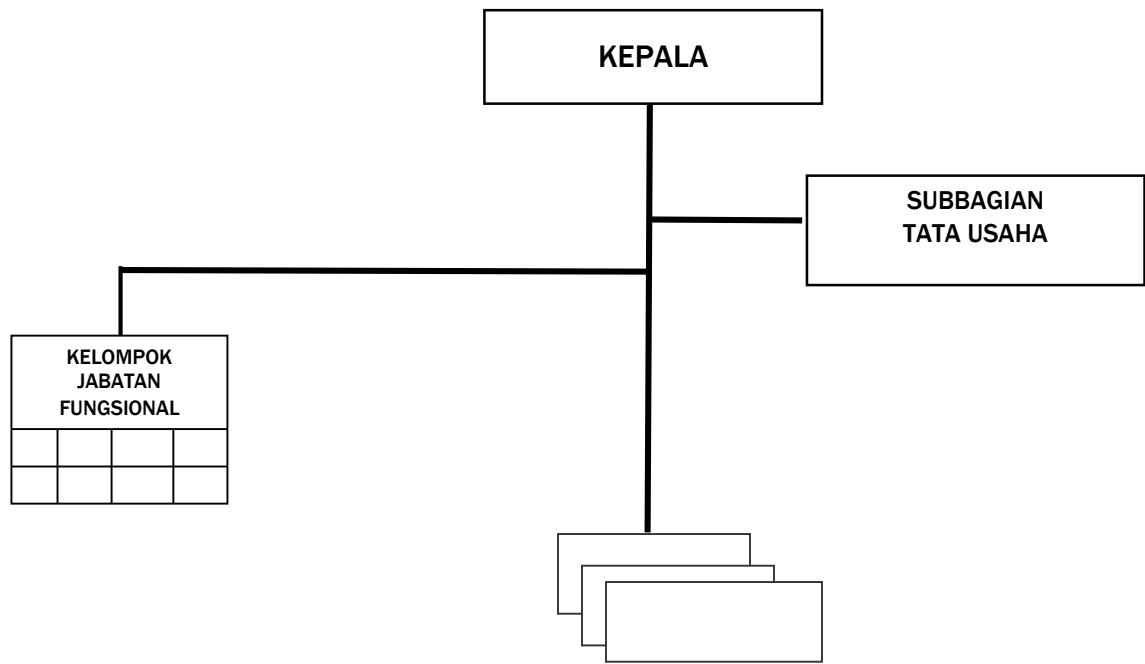 KEPALA
SUBBAGIAN
TATA USAHA
KELOMPOK
JABATAN
FUNGSIONAL